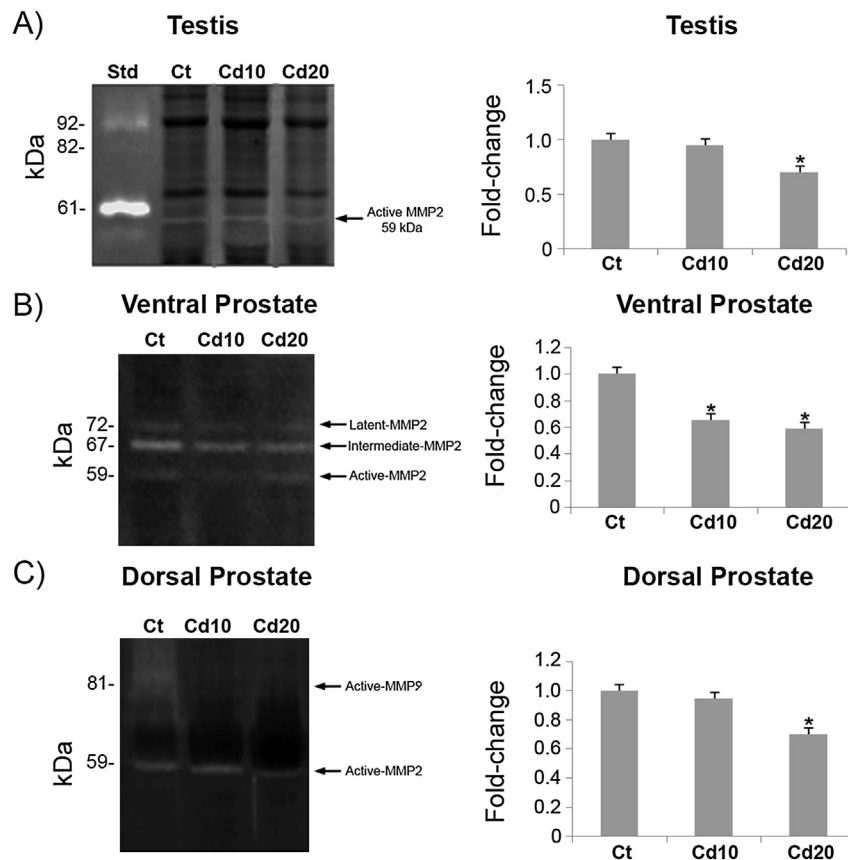 A)
Testis
Std Ct Cd10 Cd20
kDa
92-
82-
61-
Active MMP2
59 kDa
Testis
Fold-change
1.5
1.0
0.5
0
*
Ct Cd10 Cd20
B)
Ventral Prostate
Ct Cd10 Cd20
kDa
72-
67-
59-
Latent-MMP2
Intermediate-MMP2
Active-MMP2
Ventral Prostate
Fold-change
1.2
1.0
0.8
0.6
0.4
0.2
0
* *
Ct Cd10 Cd20
C)
Dorsal Prostate
Ct Cd10 Cd20
kDa
81-
59-
Active-MMP9
Active-MMP2
Dorsal Prostate
Fold-change
1.2
1.0
0.8
0.6
0.4
0.2
0
*
Ct Cd10 Cd20